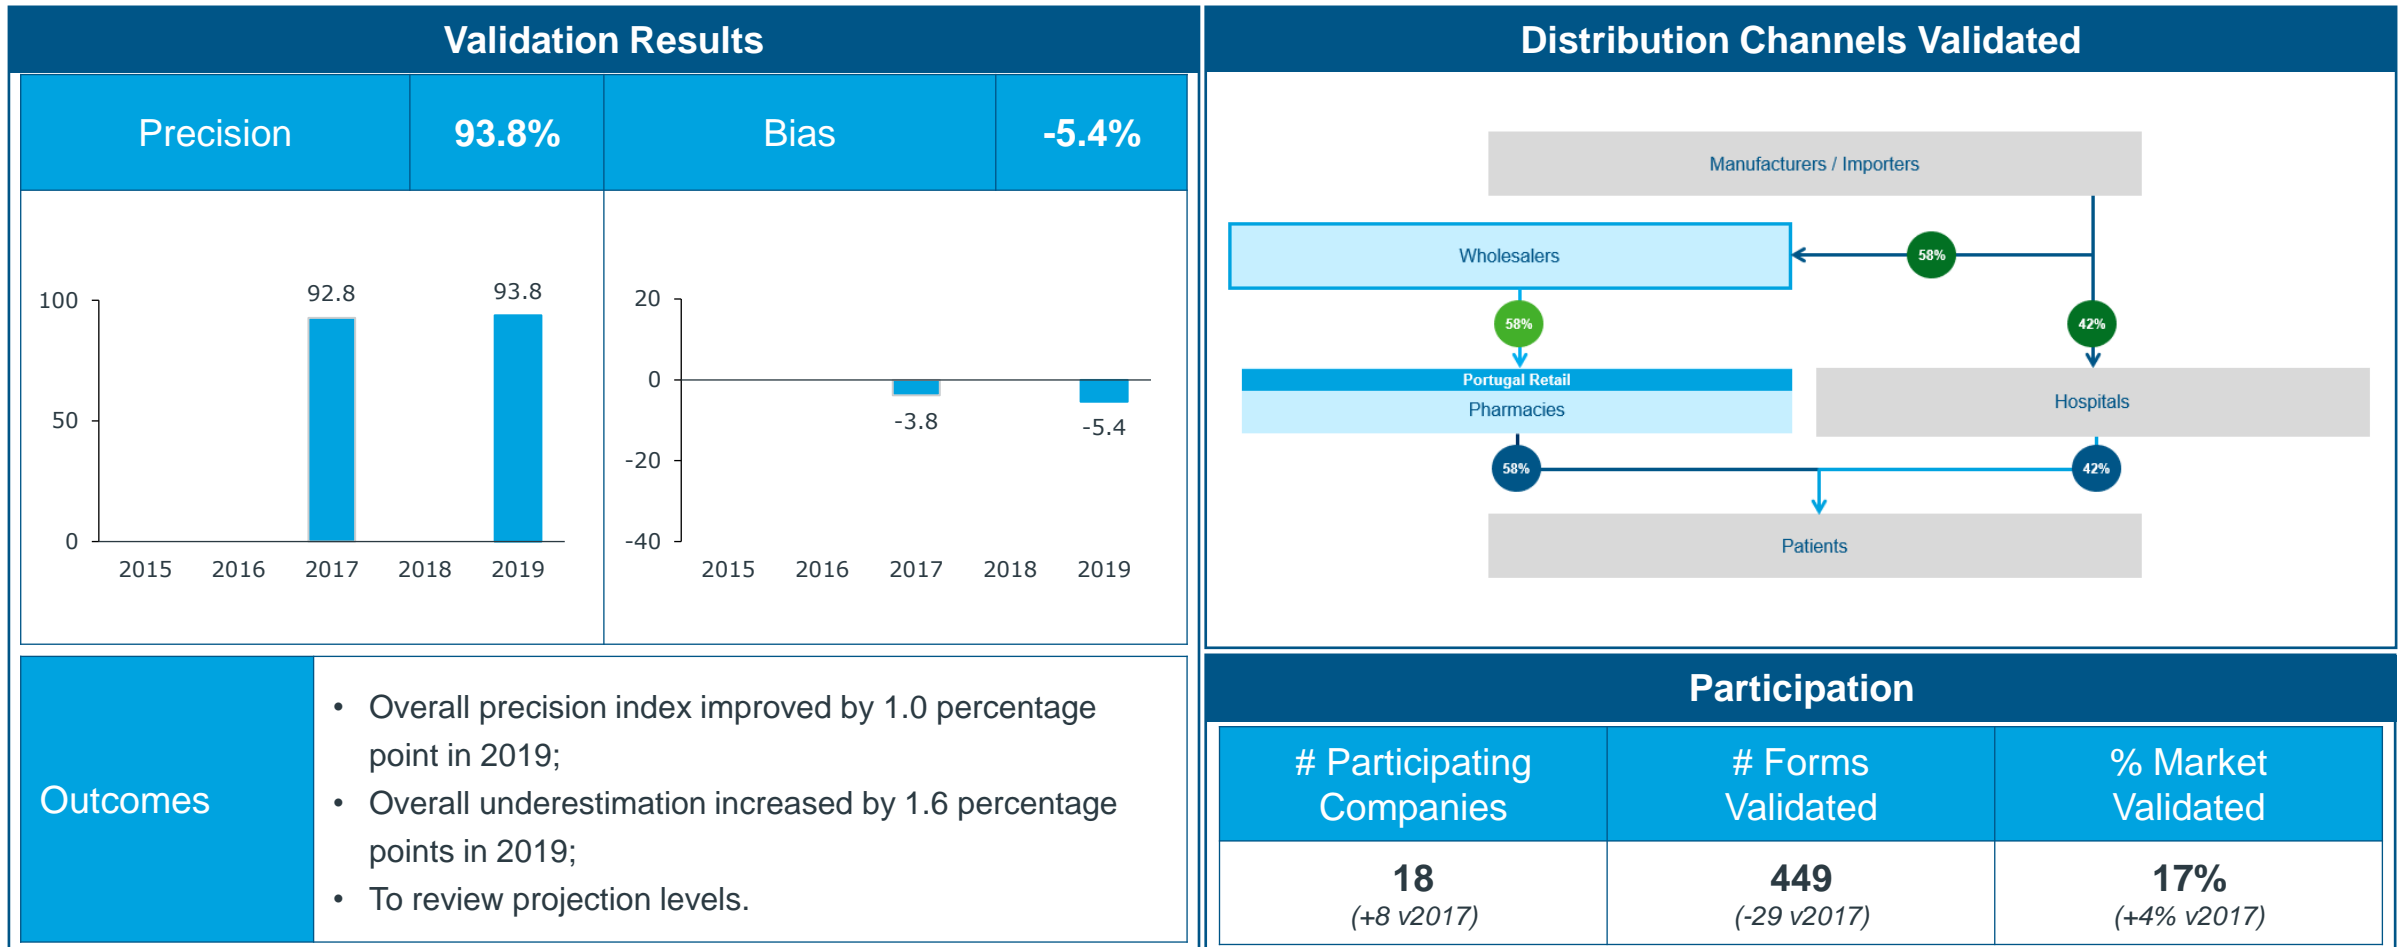 Validation Results
Precision
93.8%
Bias
-5.4%
100
50
0
92.8
93.8
2015
2016
2017
2018
2019
20
0
-20
-40
-3.8
-5.4
2015
2016
2017
2018
2019
Outcomes
• Overall precision index improved by 1.0 percentage
point in 2019;
• Overall underestimation increased by 1.6 percentage
points in 2019;
• To review projection levels.
Distribution Channels Validated
Manufacturers / Importers
Wholesalers
58%
58%
42%
Portugal Retail
Pharmacies
Hospitals
58%
42%
Patients
Participation
# Participating
Companies
# Forms
Validated
% Market
Validated
18
(+8 v2017)
449
(-29 v2017)
17%
(+4% v2017)